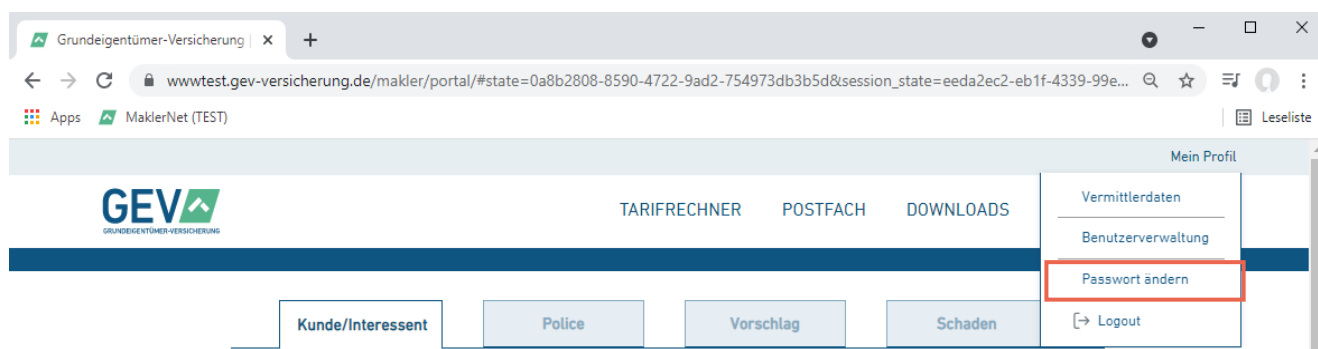 Grundeigentümer-Versicherung |
wwwtest.gev-versicherung.de/makler/portal/#state=0a8b2808-8590-4722-9ad2-754973db3b5d&session_state=eeda2ec2-eb1f-4339-99e...
Apps MaklerNet (TEST) Leseliste
Mein Profil
GEV
GRUNDEIGENTÜMER-VERSICHERUNG
TARIFRECHNER POSTFACH DOWNLOADS
Vermittlerdaten
Benutzerverwaltung
Passwort ändern
Logout
Kunde/Interessent Police Vorschlag Schaden